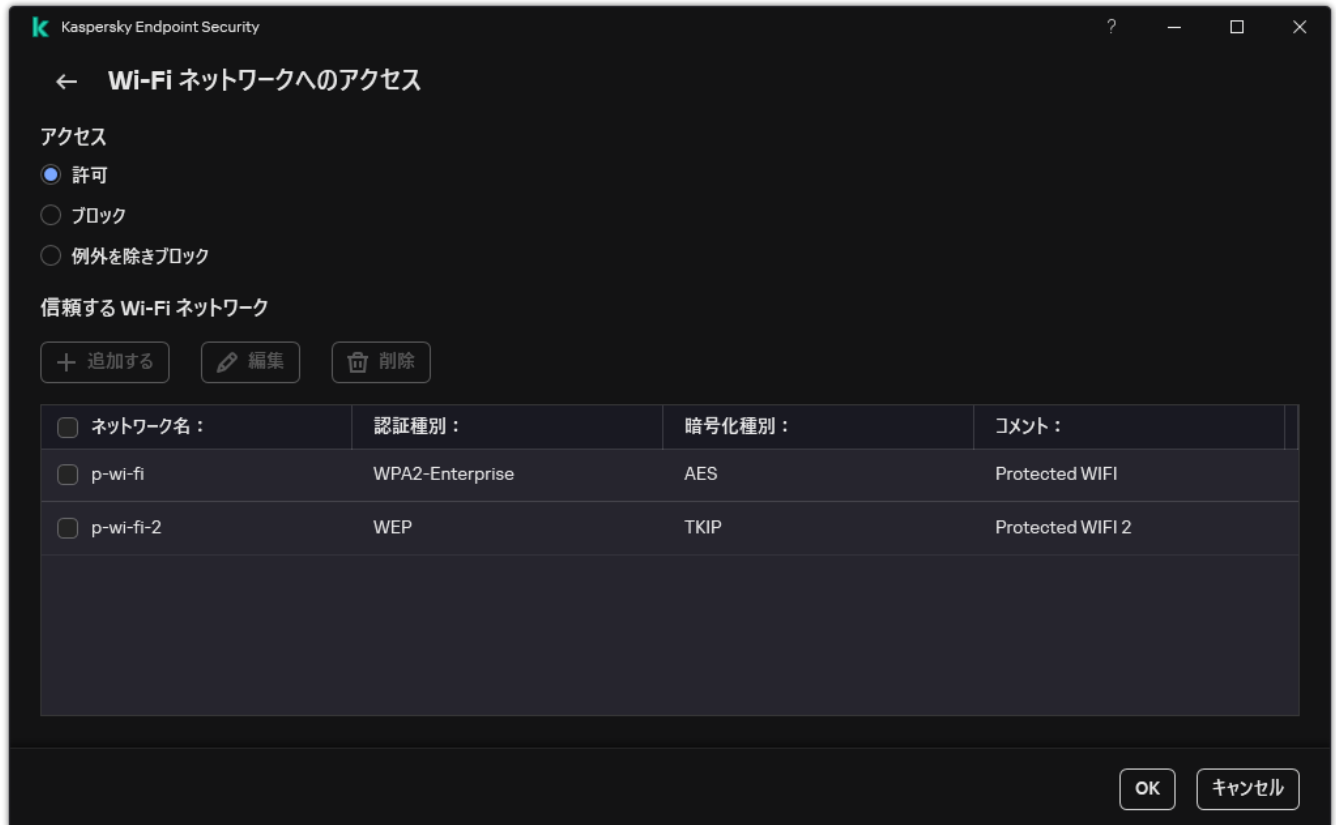 Kaspersky Endpoint Security
?
Wi-Fi ネットワークへのアクセス
アクセス
許可
ブロック
例外を除きブロック
信頼する Wi-Fi ネットワーク
追加する 編集 削除
ネットワーク名： 認証種別： 暗号化種別： コメント：
p-wi-fi WPA2-Enterprise AES Protected WIFI
p-wi-fi-2 WEP TKIP Protected WIFI 2
OK キャンセル